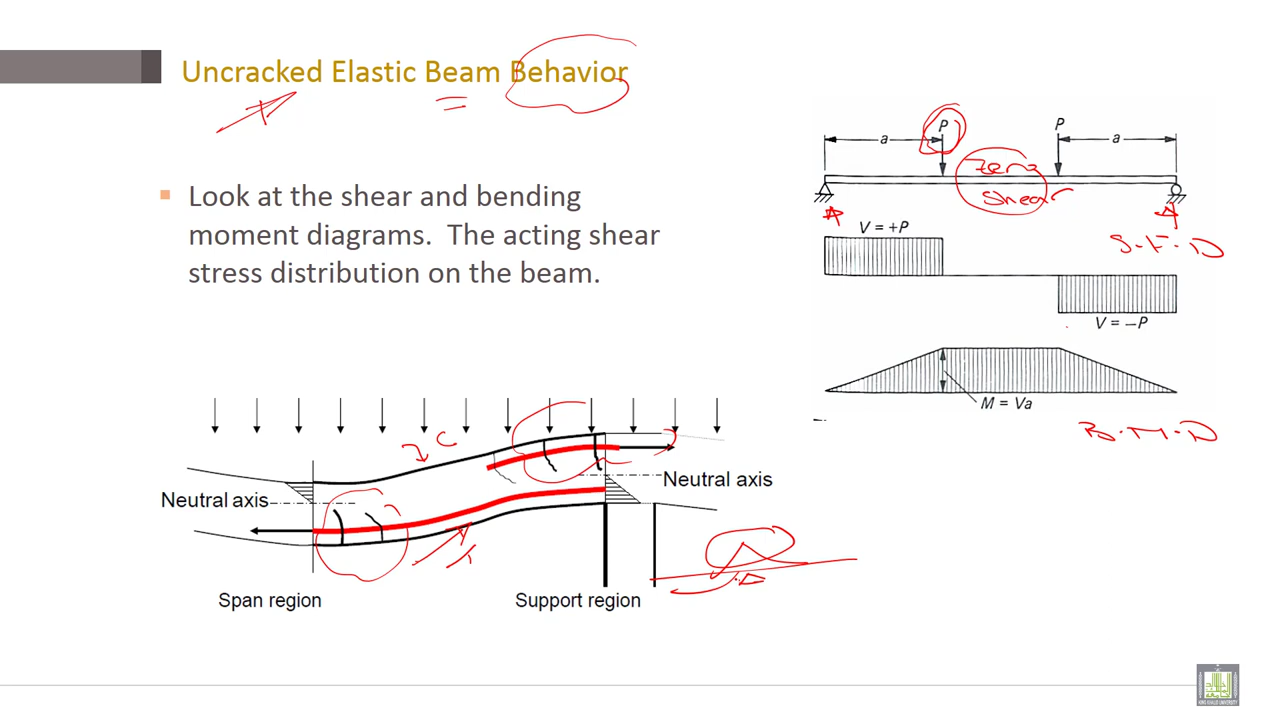 Uncracked Elastic Beam Behavior
Look at the shear and bending
moment diagrams. The acting shear
stress distribution on the beam.
P
P
a
a
Zero
Shear
V = +P
S.F.D
V = –P
M = Va
B.M.D
C
Neutral axis
Neutral axis
Span region
Support region